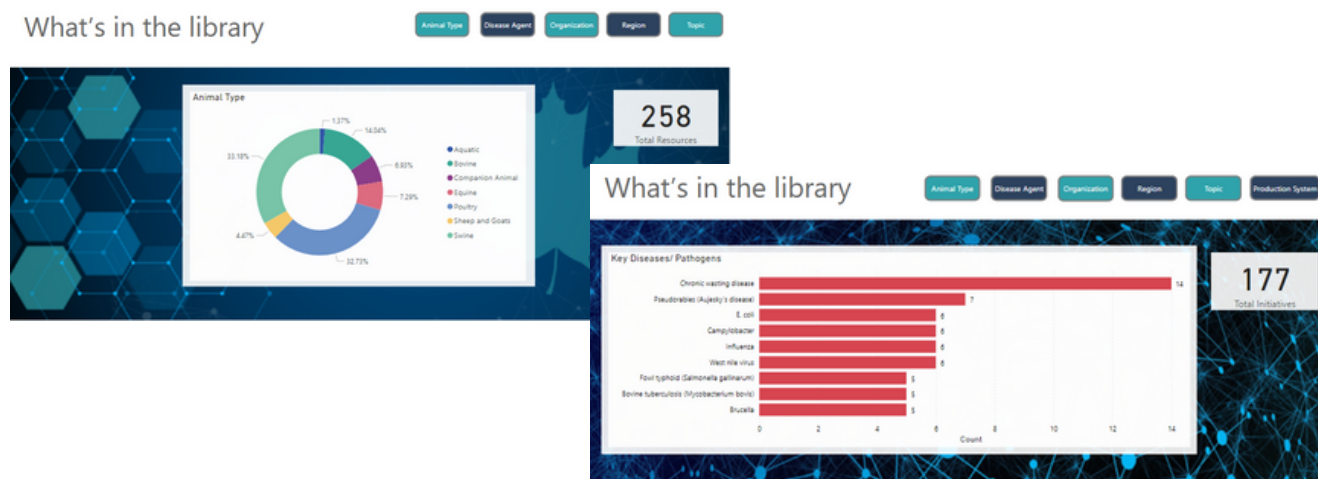 What's in the library
Animal Type
Disease Agent
Organization
Region
Topic
Animal Type
1.37%
14.04%
6.83%
7.29%
32.73%
4.47%
33.18%
Aquatic
Bovine
Companion Animal
Equine
Poultry
Sheep and Goats
Swine
258
Total Resources
What's in the library
Animal Type
Disease Agent
Organization
Region
Topic
Production System
Key Diseases/ Pathogens
Chronic wasting disease
14
Pseudorabies (Aujesky's disease)
7
E. coli
6
Campylobacter
6
Influenza
6
West nile virus
6
Fowl typhoid (Salmonella gallinarum)
5
Bovine tuberculosis (Mycobacterium bovis)
5
Brucella
5
0 2 4 6 8 10 12 14
Count
177
Total Initiatives